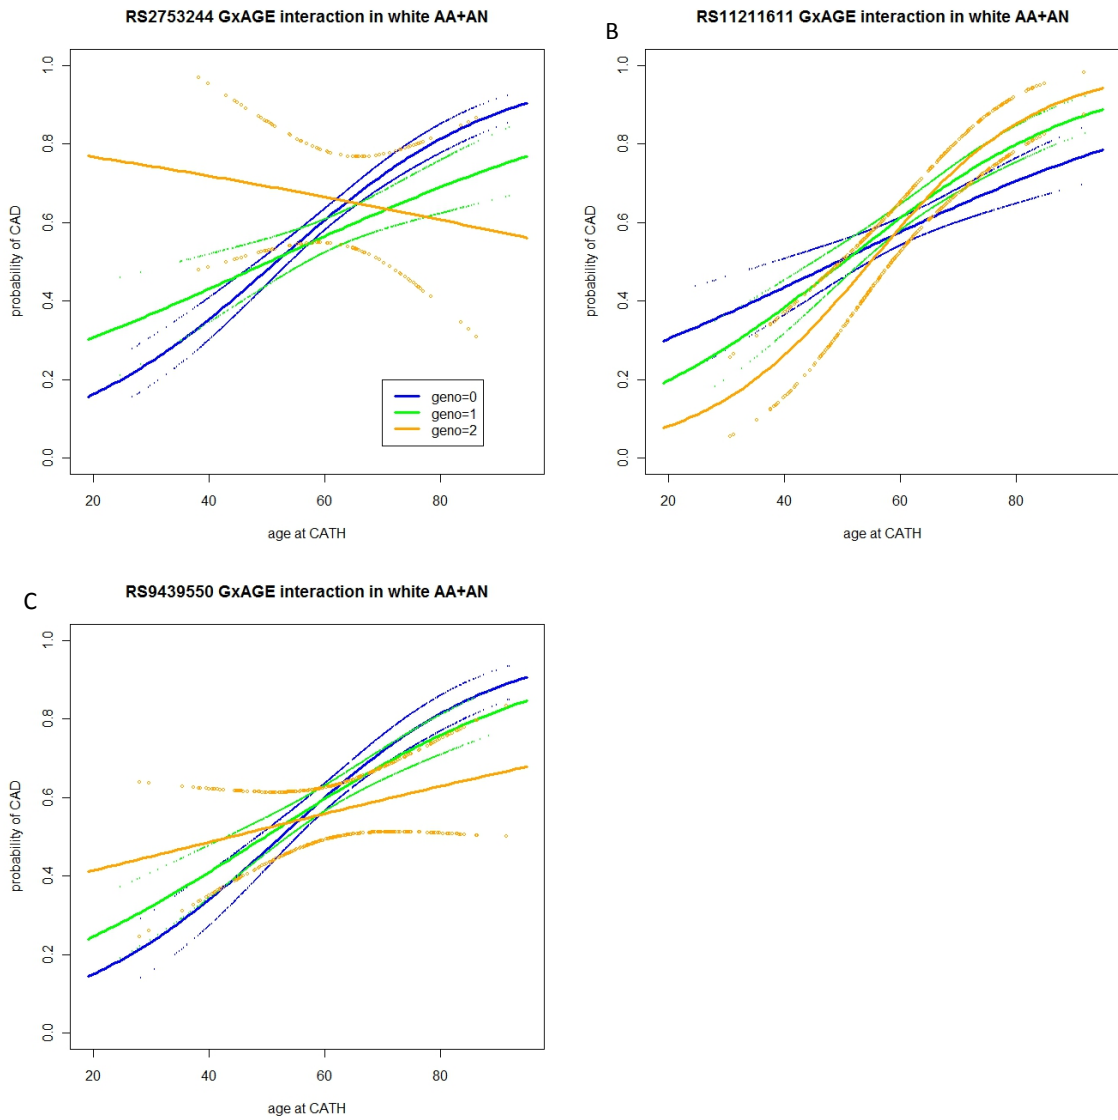 RS2753244 GxAGE interaction in white AA+AN
1.0
0.8
0.6
0.4
0.2
0.0
probability of CAD
geno=0
geno=1
geno=2
20 40 60 80
age at CATH
B
RS11211611 GxAGE interaction in white AA+AN
1.0
0.8
0.6
0.4
0.2
0.0
probability of CAD
20 40 60 80
age at CATH
C
RS9439550 GxAGE interaction in white AA+AN
1.0
0.8
0.6
0.4
0.2
0.0
probability of CAD
20 40 60 80
age at CATH